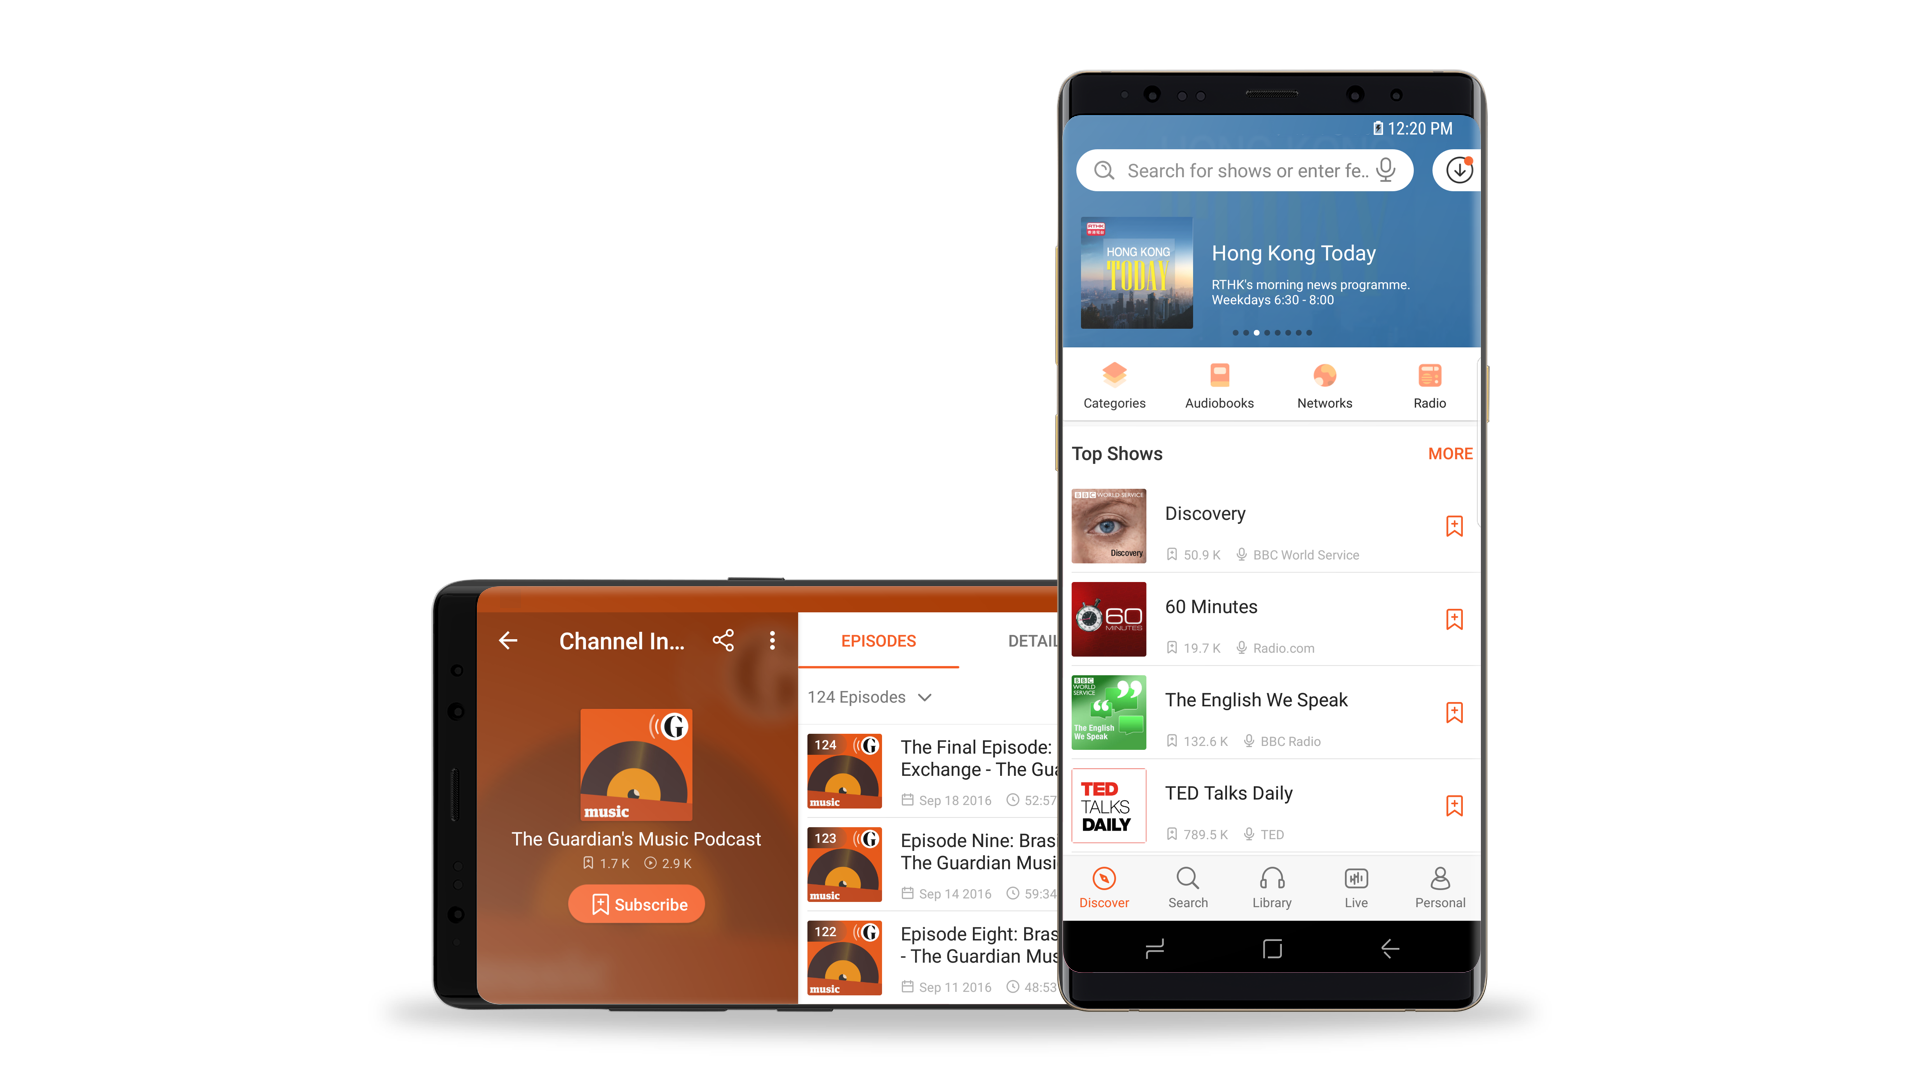 Channel In...
The Guardian's Music Podcast
1.7 K 2.9 K
Subscribe
music
EPISODES
DETAIL
124 Episodes
124
music
The Final Episode:
Exchange - The Gua
Sep 18 2016 52:57
123
music
Episode Nine: Bras
The Guardian Musi
Sep 14 2016 59:34
122
music
Episode Eight: Bras
- The Guardian Mus
Sep 11 2016 48:53
12:20 PM
Search for shows or enter fe..
RTHK
HONG KONG
TODAY
Hong Kong Today
RTHK's morning news programme.
Weekdays 6:30 - 8:00
Categories
Audiobooks
Networks
Radio
Top Shows
MORE
BBC WORLD SERVICE
Discovery
Discovery
50.9 K BBC World Service
60
MINUTES
60 Minutes
19.7 K Radio.com
BBC
WORLD
SERVICE
The English
We Speak
The English We Speak
132.6 K BBC Radio
TED
TALKS
DAILY
TED Talks Daily
789.5 K TED
Discover
Search
Library
Live
Personal